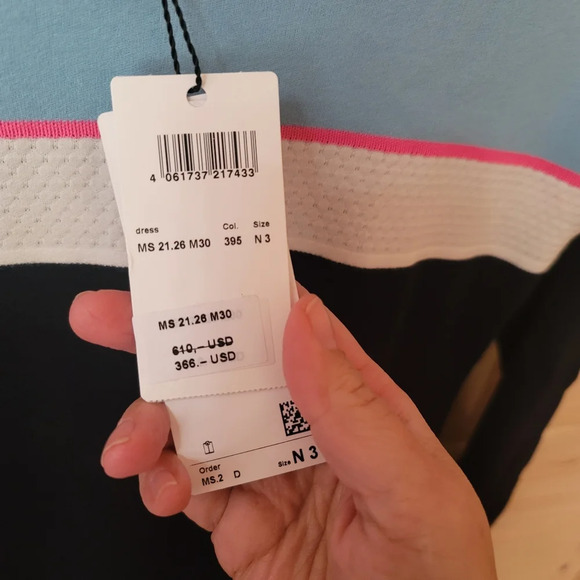 4 061737 217433
dress Col. Size
MS 21.26 M30 395 N 3
MS 21.26 M30
610,– USD
366.– USD
Order
MS.2 D Size N 3